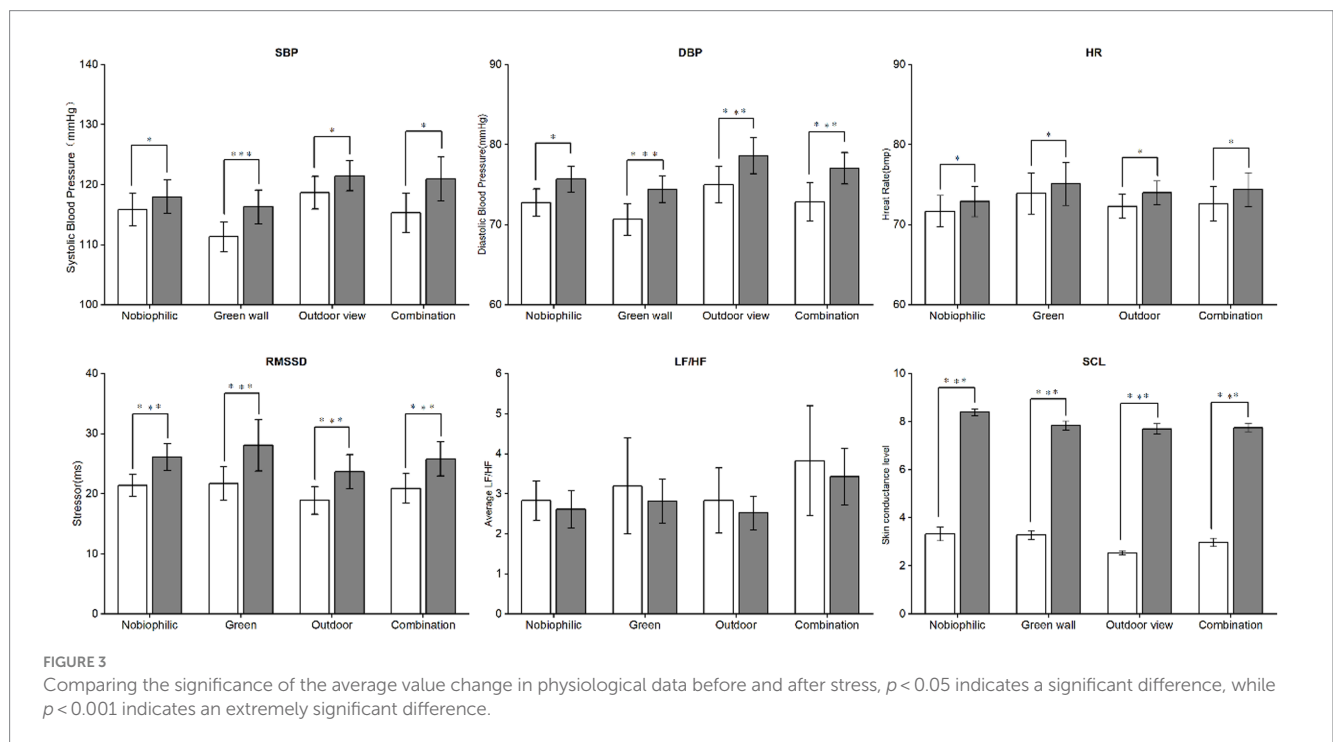 SBP
140
130
120
110
100
Systolic Blood Pressure（mmHg）
*
***
*
*
Nobiophilic Green wall Outdoor view Combination
DBP
90
80
70
60
Diastolic Blood Pressure(mmHg)
*
***
***
***
Nobiophilic Green wall Outdoor view Combination
HR
90
80
70
60
Hreat Rate(bmp)
*
*
*
*
Nobiophilic Green Outdoor Combination
RMSSD
40
30
20
10
0
Stressor(ms)
***
***
***
***
Nobiophilic Green Outdoor Combination
LF/HF
6
5
4
3
2
1
0
Average LF/HF
Nobiophilic Green Outdoor Combination
SCL
10
8
6
4
2
0
Skin conductance level
***
***
***
***
Nobiophilic Green wall Outdoor view Combination
FIGURE 3
Comparing the significance of the average value change in physiological data before and after stress, p < 0.05 indicates a significant difference, while
p < 0.001 indicates an extremely significant difference.